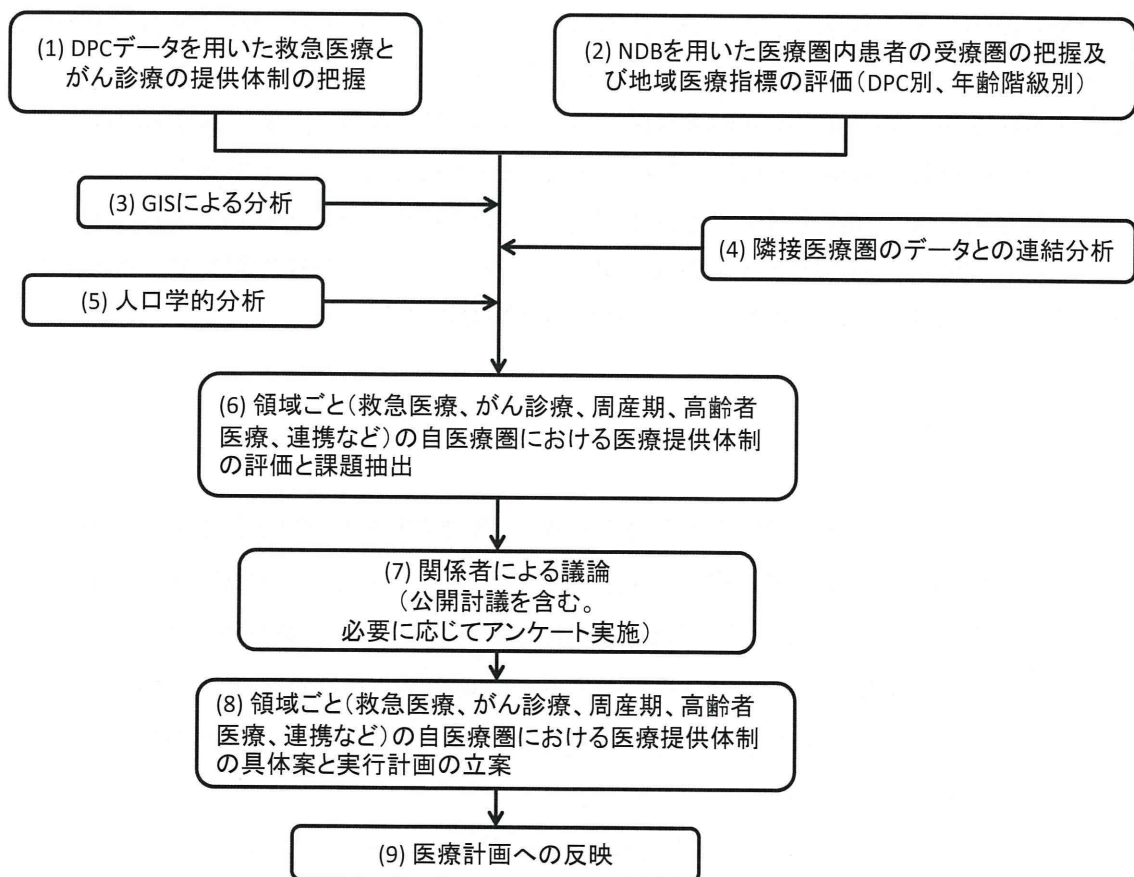 (1) DPCデータを用いた救急医療と
がん診療の提供体制の把握
(2) NDBを用いた医療圏内患者の受療圏の把握及
び地域医療指標の評価(DPC別、年齢階級別)
(3) GISによる分析
(4) 隣接医療圏のデータとの連結分析
(5) 人口学的分析
(6) 領域ごと(救急医療、がん診療、周産期、高齢者
医療、連携など)の自医療圏における医療提供体制
の評価と課題抽出
(7) 関係者による議論
(公開討議を含む。
必要に応じてアンケート実施)
(8) 領域ごと(救急医療、がん診療、周産期、高齢者
医療、連携など)の自医療圏における医療提供体制
の具体案と実行計画の立案
(9) 医療計画への反映